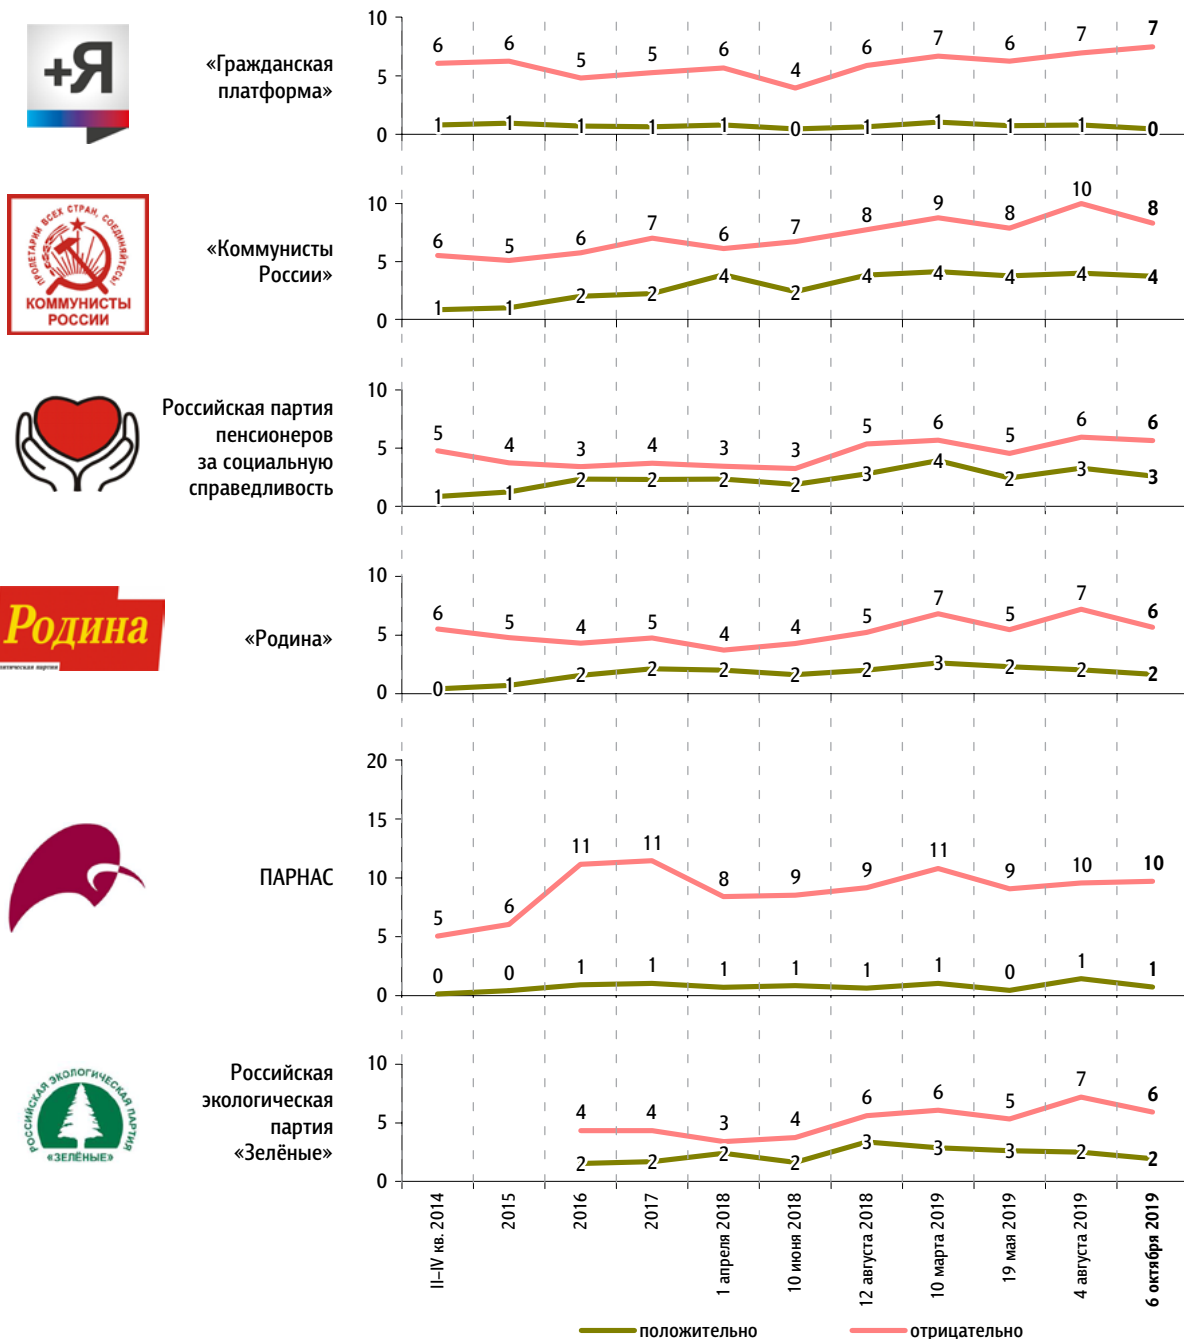 +Я
«Гражданская
платформа»
10
5
0
6 6 5 5 6 4 6 7 6 7 7
1 1 1 1 1 0 1 1 1 1 0
ПРОЛЕТАРИИ ВСЕХ СТРАН, СОЕДИНЯЙТЕСЬ!
КОММУНИСТЫ
РОССИИ
«Коммунисты
России»
10
5
0
6 5 6 7 6 7 8 9 8 10 8
1 1 2 2 4 2 4 4 4 4 4
Российская партия
пенсионеров
за социальную
справедливость
10
5
0
5 4 3 4 3 3 5 6 5 6 6
1 1 2 2 2 2 3 4 2 3 3
Родина
литическая партия
«Родина»
10
5
0
6 5 4 5 4 4 5 7 5 7 6
0 1 2 2 2 2 2 3 2 2 2
ПАРНАС
20
15
10
5
0
5 6 11 11 8 9 9 11 9 10 10
0 0 1 1 1 1 1 1 0 1 1
РОССИЙСКАЯ ЭКОЛОГИЧЕСКАЯ ПАРТИЯ
«ЗЕЛЁНЫЕ»
Российская
экологическая
партия
«Зелёные»
10
5
0
4 4 3 4 6 6 5 7 6
2 2 2 2 3 3 3 2 2
II–IV кв. 2014
2015
2016
2017
1 апреля 2018
10 июня 2018
12 августа 2018
10 марта 2019
19 мая 2019
4 августа 2019
6 октября 2019
положительно
отрицательно